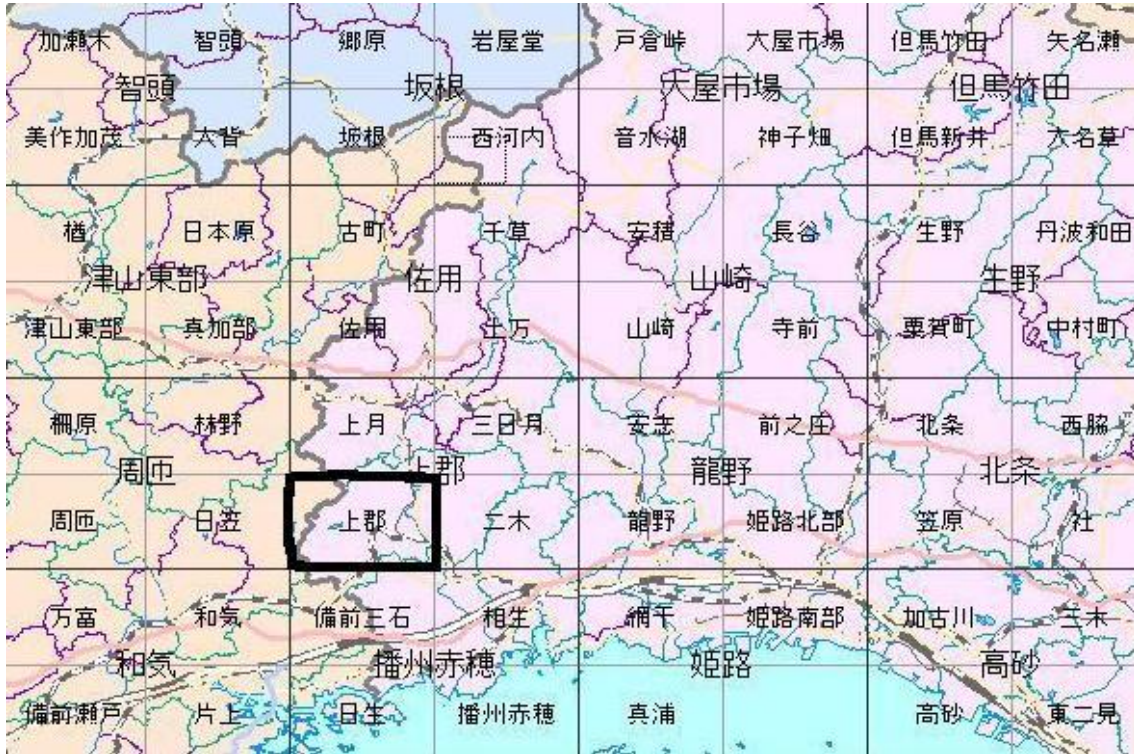 加瀬木 智頭 郷原 岩屋堂 戸倉峠 大屋市場 但馬竹田 矢名瀬
智頭 坂根 大屋市場 但馬竹田
美作加茂 大背 坂根 西河内 音水湖 神子畑 但馬新井 大名草
楢 日本原 古町 千草 安積 長谷 生野 丹波和田
津山東部 佐用 山崎 生野
津山東部 真加部 佐用 土万 山崎 寺前 粟賀町 中村町
柵原 林野 上月 三日月 安志 前之庄 北条 西脇
周匝 上郡 龍野 北条
周匝 日笠 上郡 二木 龍野 姫路北部 笠原 社
万富 和気 備前三石 相生 網干 姫路南部 加古川 三木
和気 播州赤穂 姫路 高砂
備前瀬戸 片上 日生 播州赤穂 真浦 高砂 東二見